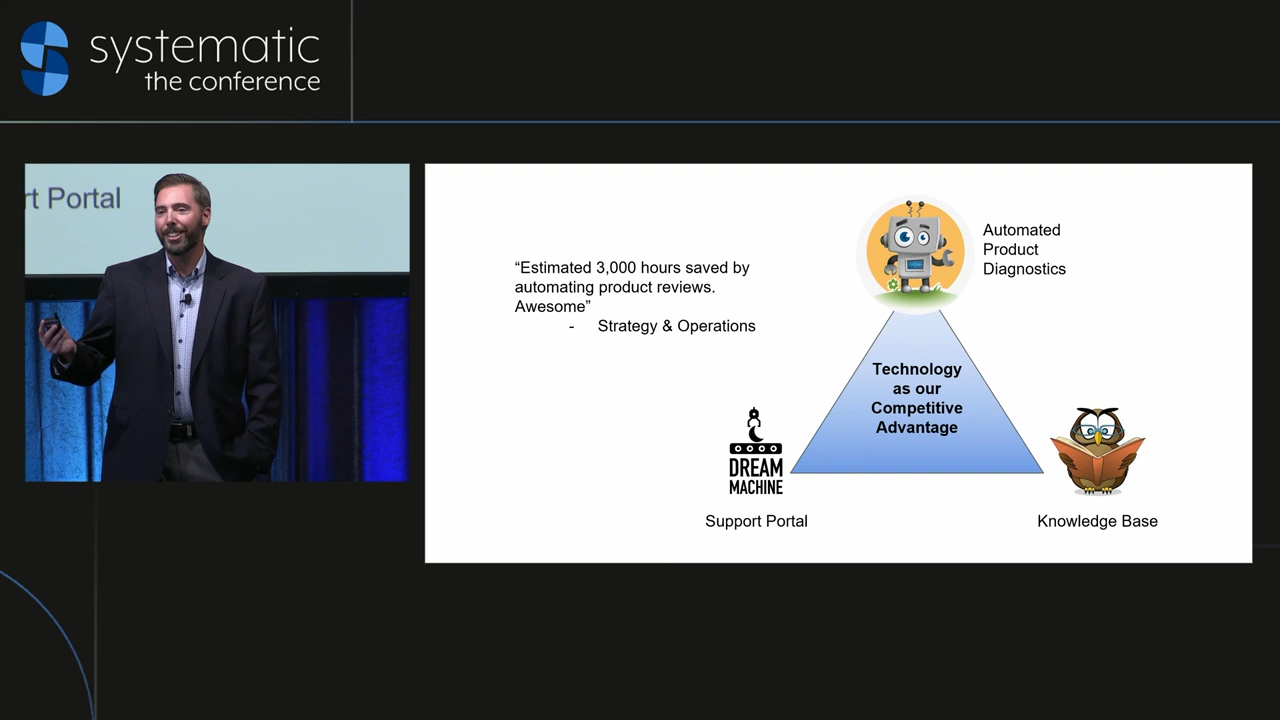 systematic
the conference
rt Portal
“Estimated 3,000 hours saved by
automating product reviews.
Awesome”
- Strategy & Operations
Automated
Product
Diagnostics
Technology
as our
Competitive
Advantage
DREAM
MACHINE
Support Portal
Knowledge Base